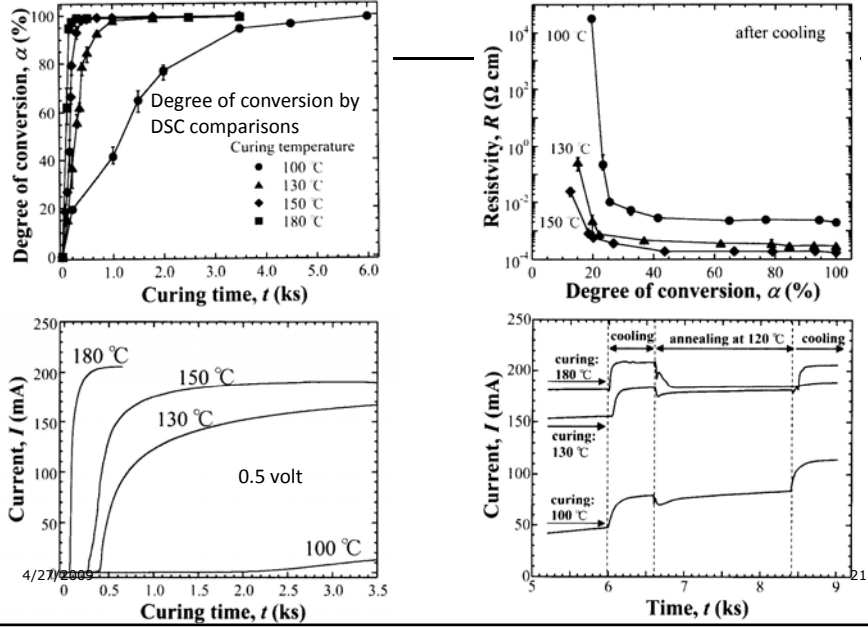 100
80
60
40
20
0
Degree of conversion, α (%)
Degree of conversion by
DSC comparisons
Curing temperature
100 ℃
130 ℃
150 ℃
180 ℃
0.0 1.0 2.0 3.0 4.0 5.0 6.0
Curing time, t (ks)
10⁴
10²
10⁰
10⁻²
10⁻⁴
Resistvity, R (Ω cm)
after cooling
100 ℃
130 ℃
150 ℃
0 20 40 60 80 100
Degree of conversion, α (%)
250
200
150
100
50
0
Current, I (mA)
180 ℃
150 ℃
130 ℃
0.5 volt
100 ℃
0.5 1.0 1.5 2.0 2.5 3.0 3.5
Curing time, t (ks)
250
200
150
100
50
0
Current, I (mA)
cooling
annealing at 120℃
cooling
curing:
180 ℃
curing:
130 ℃
curing:
100℃
5 6 7 8 9
Time, t (ks)
4/27/2009
21